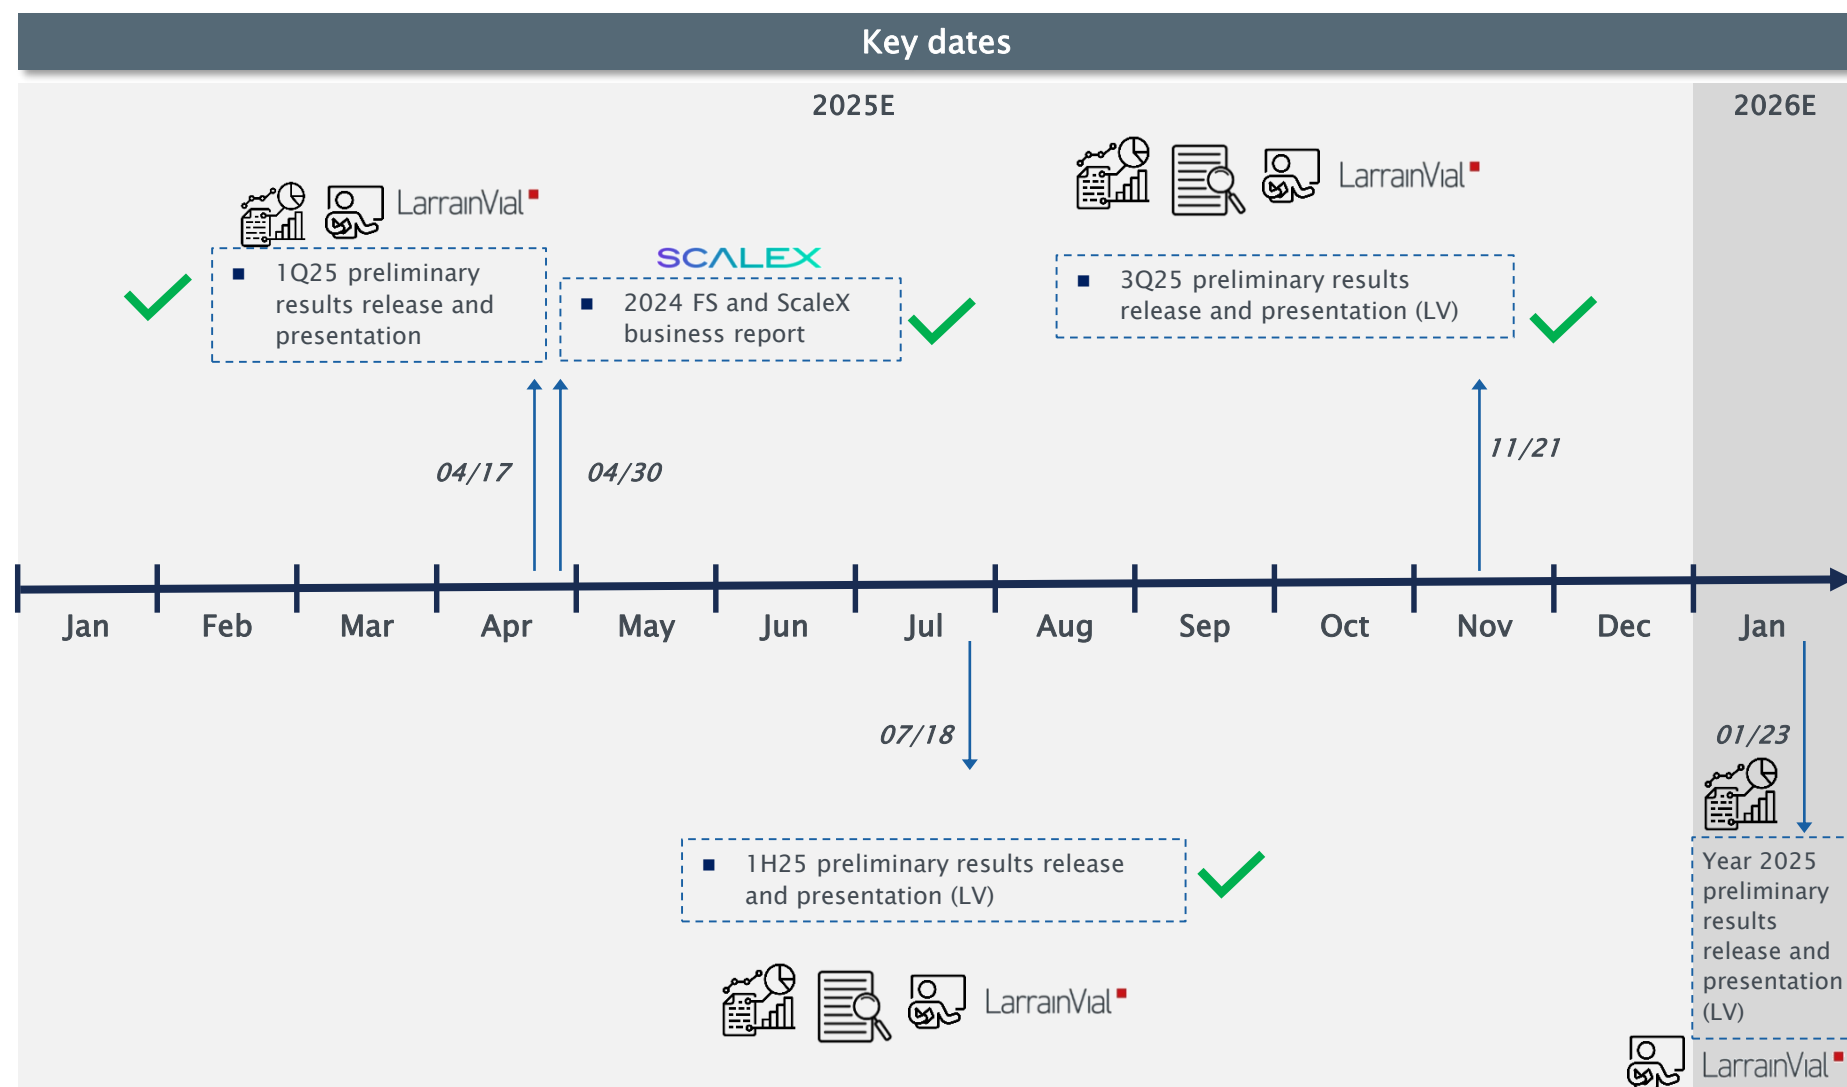 Key dates
2025E
2026E
LarrainVial
■ 1Q25 preliminary
results release and
presentation
SCALEX
■ 2024 FS and ScaleX
business report
LarrainVial
■ 3Q25 preliminary results
release and presentation (LV)
04/17
04/30
11/21
Jan
Feb
Mar
Apr
May
Jun
Jul
Aug
Sep
Oct
Nov
Dec
Jan
07/18
01/23
■ 1H25 preliminary results release
and presentation (LV)
LarrainVial
Year 2025
preliminary
results
release and
presentation
(LV)
LarrainVial